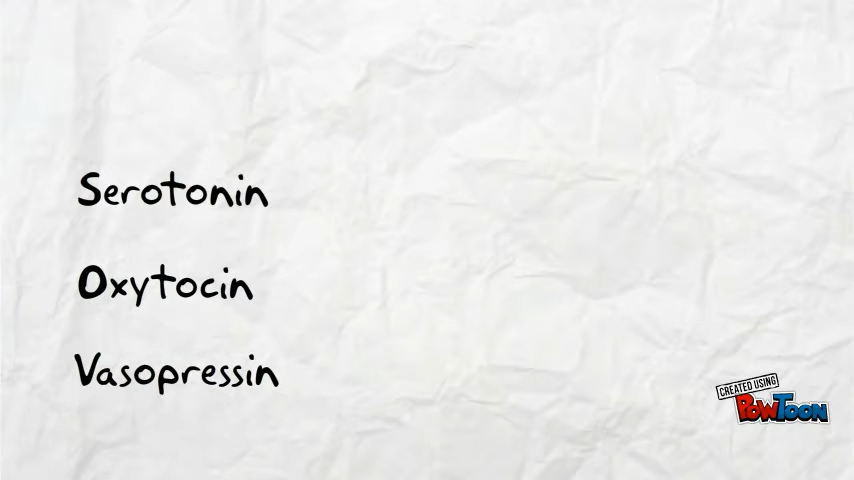 Serotonin
Oxytocin
Vasopressin
CREATED USING
POWTOON